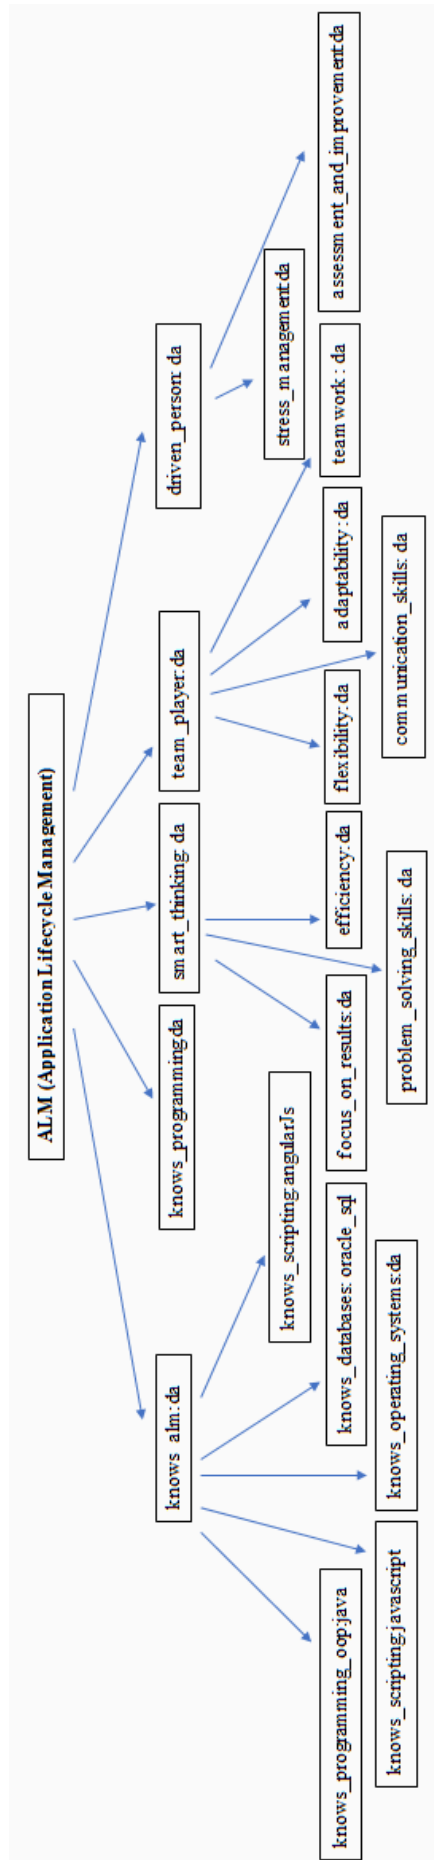 ALM (Application Lifecycle Management)
knows alm:da
knows_programming:da
smart_thinking: da
team_player: da
driven_person: da
knows_programming_oop:java
knows_scripting:javascript
knows_operating_systems:da
knows_databases: oracle_sql
knows_scripting:angularJs
focus_on_results: da
problem_solving_skills: da
efficiency: da
flexibility: da
communication_skills: da
adaptability: da
teamwork : da
stress_management:da
assessment_and_improvement:da